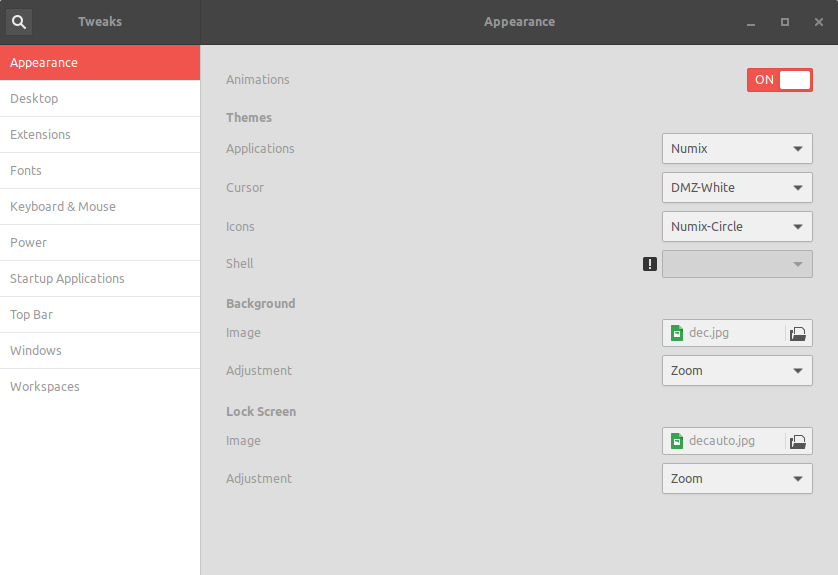 Tweaks
Appearance
Appearance
Desktop
Extensions
Fonts
Keyboard & Mouse
Power
Startup Applications
Top Bar
Windows
Workspaces
Animations ON
Themes
Applications Numix
Cursor DMZ-White
Icons Numix-Circle
Shell !
Background
Image dec.jpg
Adjustment Zoom
Lock Screen
Image decauto.jpg
Adjustment Zoom